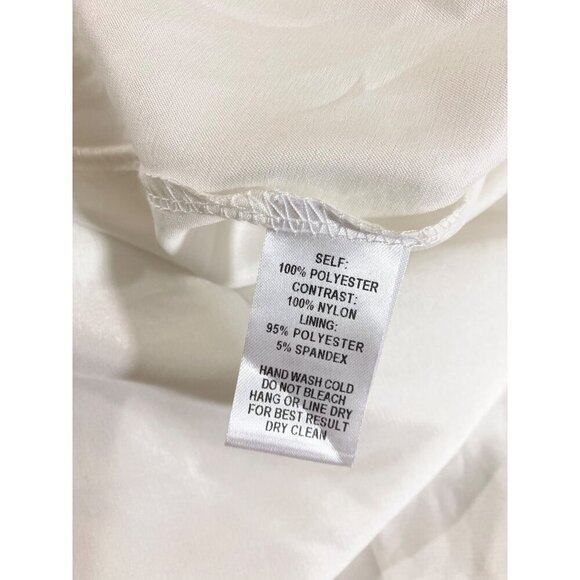 SELF:
100% POLYESTER
CONTRAST:
100% NYLON
LINING:
95% POLYESTER
5% SPANDEX
HAND WASH COLD
DO NOT BLEACH
HANG OR LINE DRY
FOR BEST RESULT
DRY CLEAN